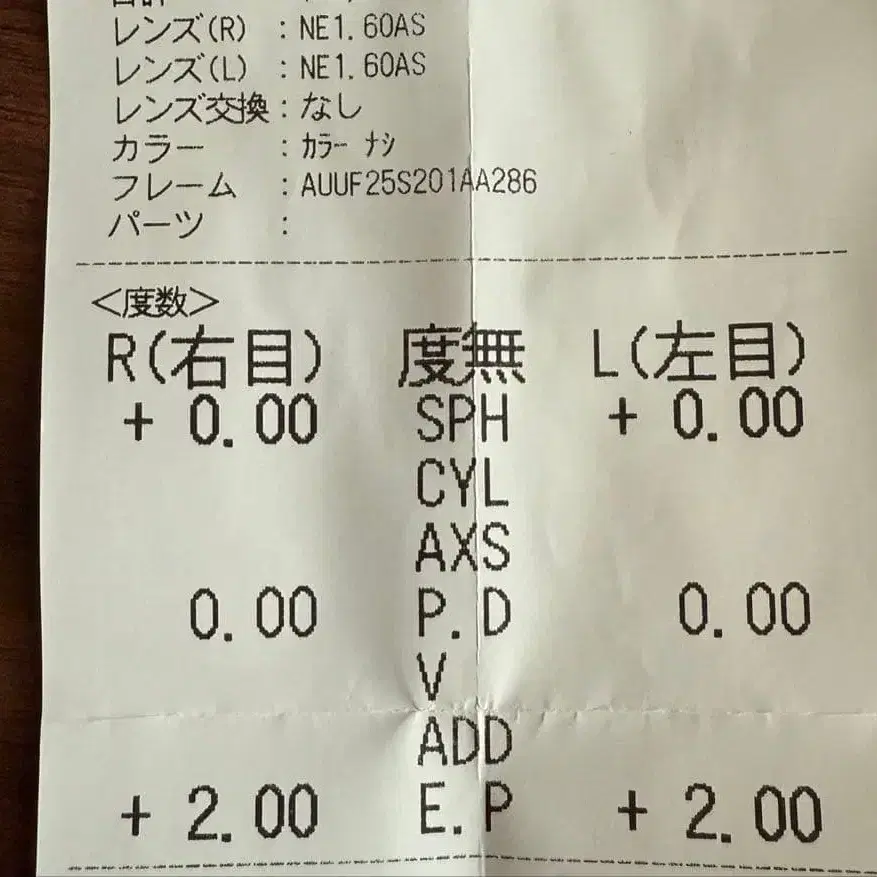 レンズ(R) : NE1.60AS
レンズ(L) : NE1.60AS
レンズ交換 : なし
カラー : ｶﾗｰ ﾅｼ
フレーム : AUUF25S201AA286
パーツ :
<度数>
R(右目) 度無 L(左目)
+ 0.00 SPH + 0.00
CYL
AXS
0.00 P.D 0.00
V
ADD
+ 2.00 E.P + 2.00